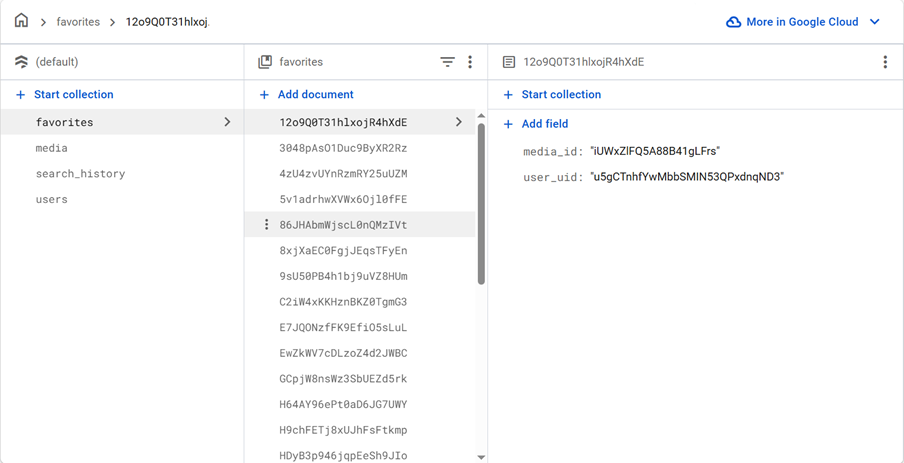 favorites
12o9Q0T31hlxoj.
More in Google Cloud
(default)
favorites
12o9Q0T31hlxojR4hXdE
Start collection
Add document
Start collection
favorites
media
search_history
users
12o9Q0T31hlxojR4hXdE
3048pAsO1Duc9ByXR2Rz
4zU4zvUYnRzmRY25uUZM
5v1adrhwXVWx6Ojl0fFE
86JHAbmWjscL0nQMzIVt
8xjXaEC0FgjJEqsTFyEn
9sU50PB4h1bj9uVZ8HUm
C2iW4xKKHznBKZ0TgmG3
E7JQONzfFK9EfiO5sLuL
EwZkWV7cDLzoZ4d2JWBC
GCpjW8nsWz3SbUEZd5rk
H64AY96ePt0aD6JG7UWY
H9chFETj8xUJhFsFtkmp
HDyB3p946jqpEeSh9JIo
Add field
media_id: "iUWxZlFQ5A88B41gLFrs"
user_uid: "u5gCTnhfYwMbbSMIN53QPxdnqND3"